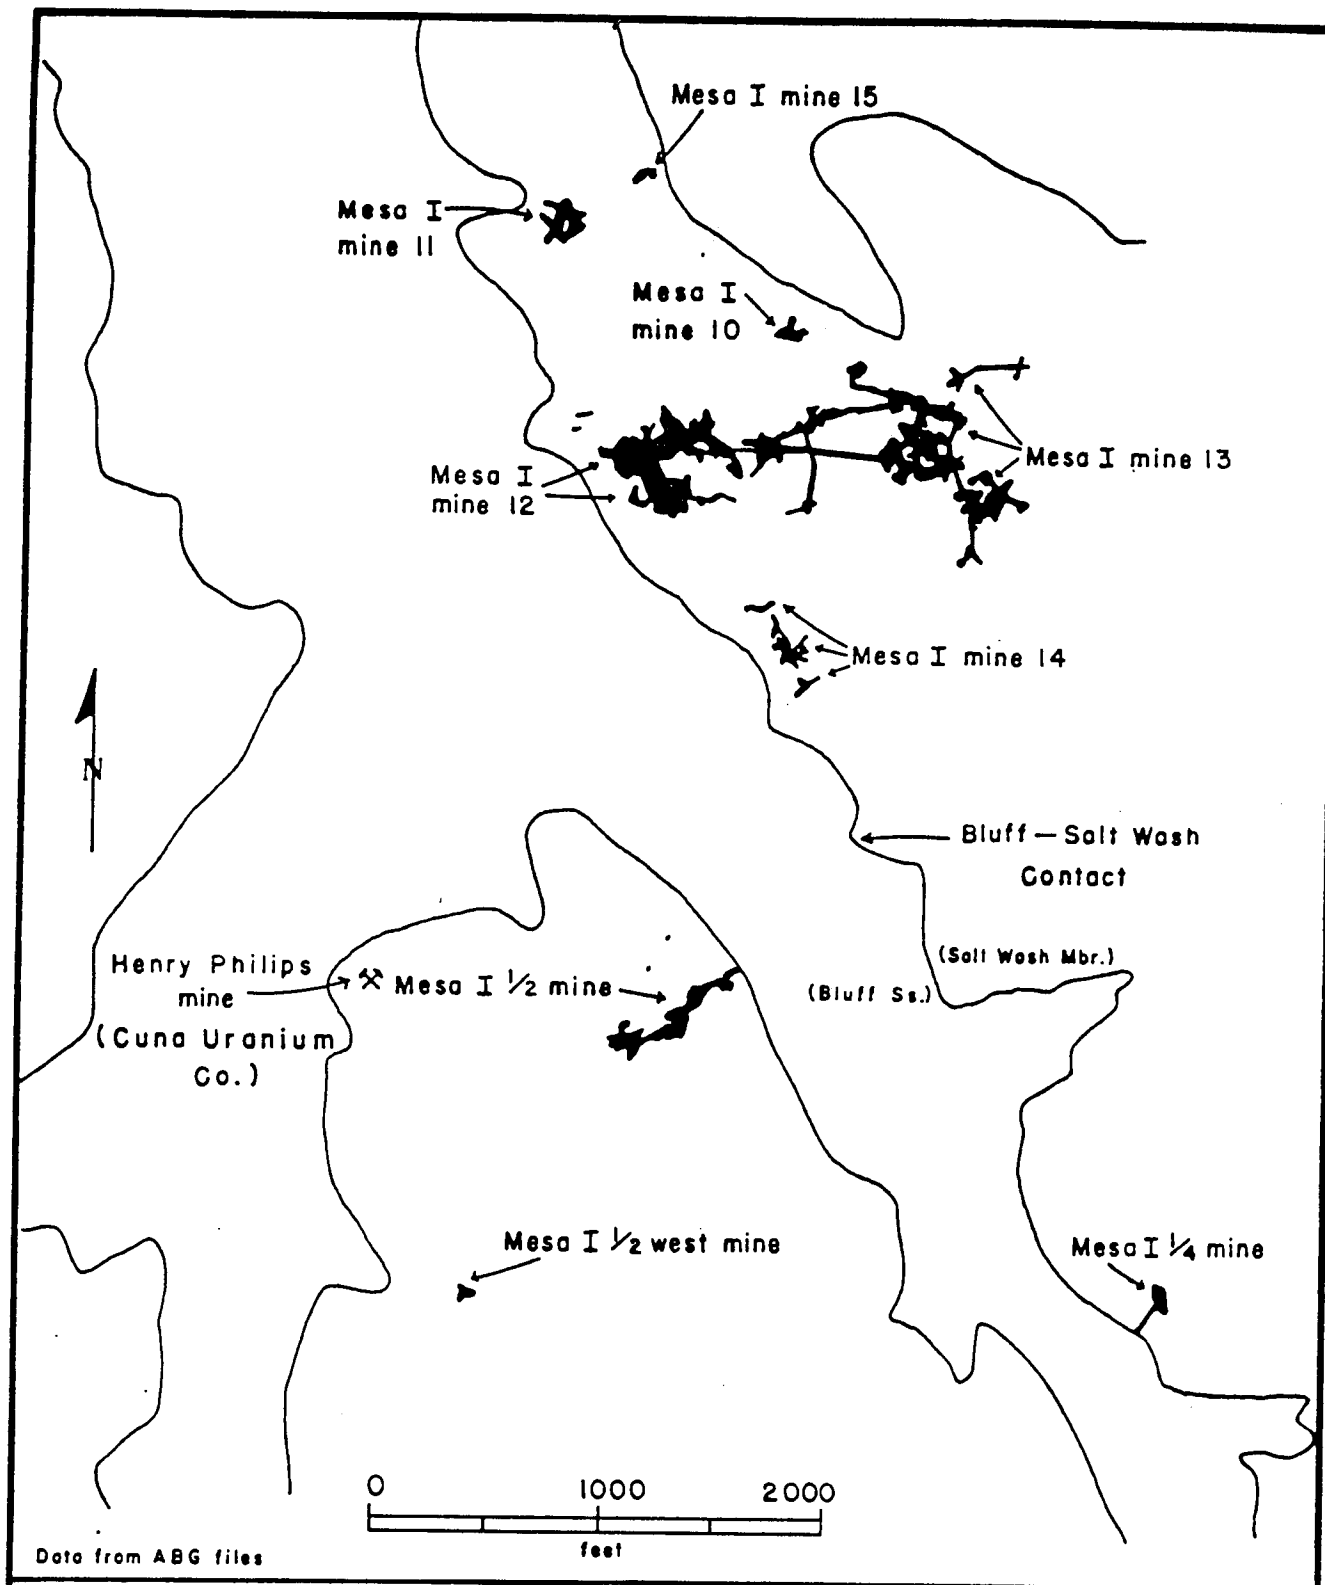 Mesa I mine 15
Mesa I
mine 11
Mesa I
mine 10
Mesa I mine 13
Mesa I
mine 12
Mesa I mine 14
N
Bluff — Salt Wash
Contact
(Salt Wash Mbr.)
(Bluff Ss.)
Henry Philips
mine
(Cuna Uranium
Co.)
Mesa I 1/2 mine
Mesa I 1/2 west mine
Mesa I 1/4 mine
0 1000 2000
feet
Data from ABG files